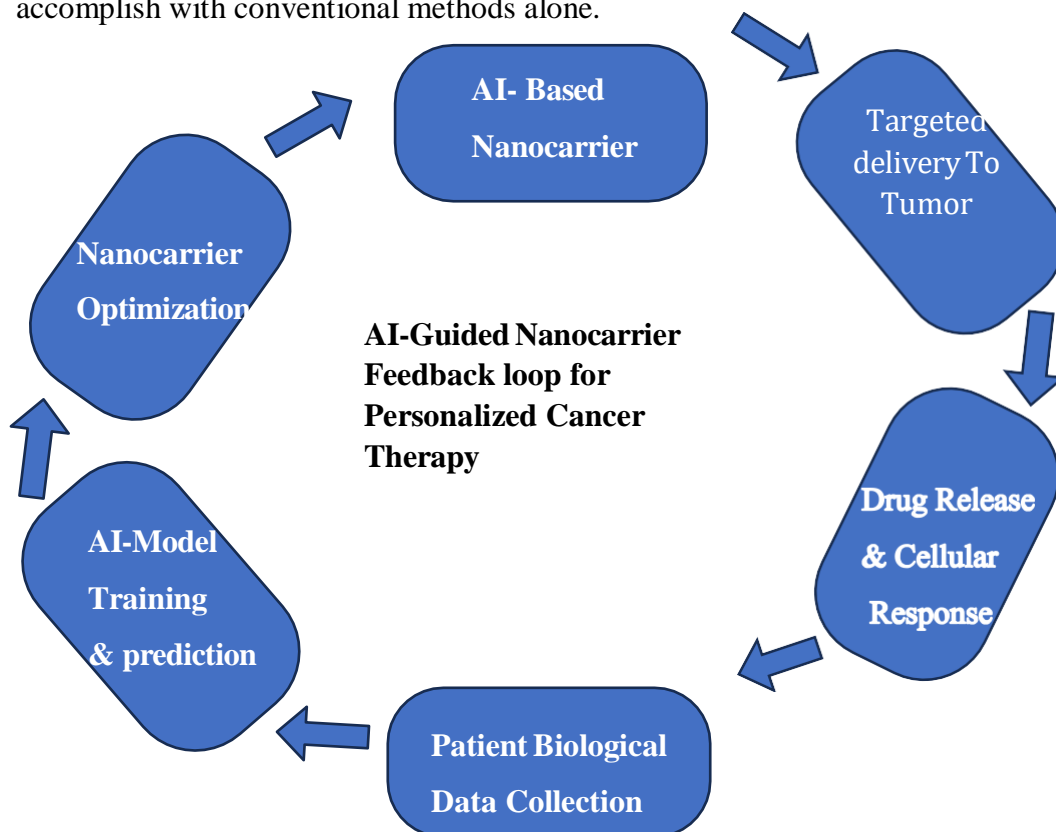 accomplish with conventional methods alone.
AI- Based
Nanocarrier
Targeted
delivery To
Tumor
Nanocarrier
Optimization
AI-Guided Nanocarrier
Feedback loop for
Personalized Cancer
Therapy
Drug Release
& Cellular
Response
AI-Model
Training
& prediction
Patient Biological
Data Collection